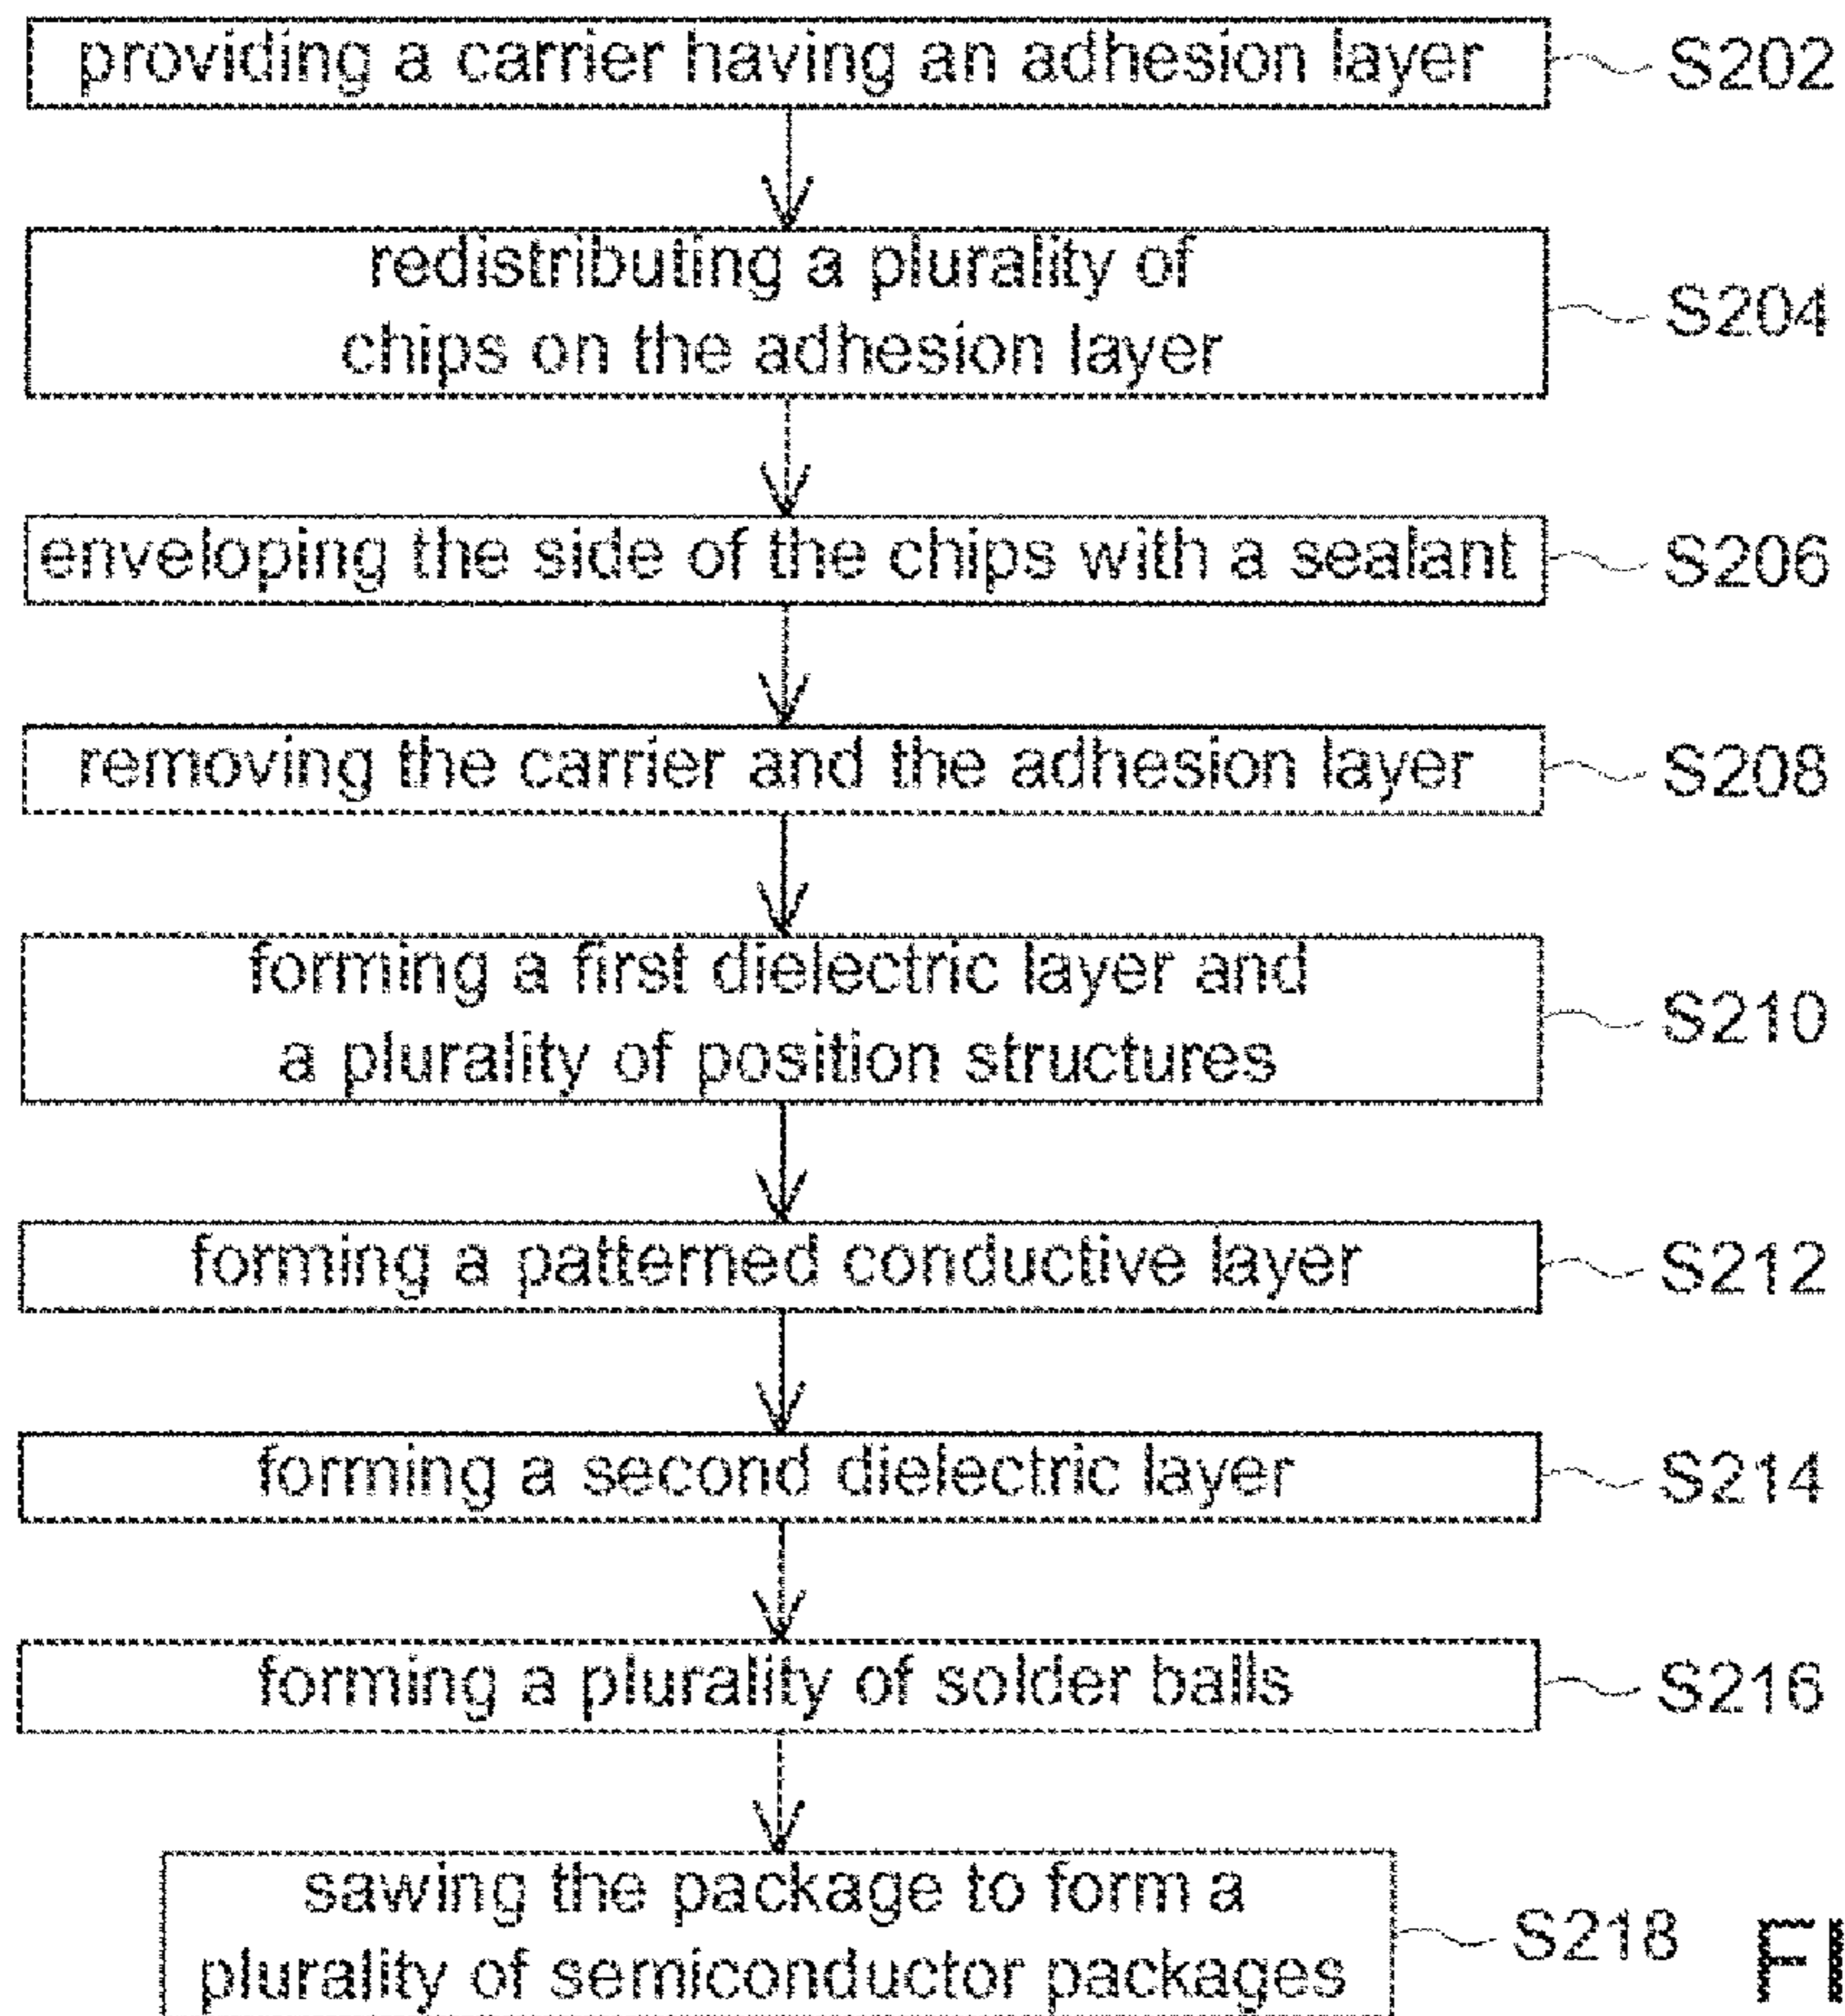 providing a carrier having an adhesion layer
S202
redistributing a plurality of
chips on the adhesion layer
S204
enveloping the side of the chips with a sealant
S206
removing the carrier and the adhesion layer
S208
forming a first dielectric layer and
a plurality of position structures
S210
forming a patterned conductive layer
S212
forming a second dielectric layer
S214
forming a plurality of solder balls
S216
sawing the package to form a
plurality of semiconductor packages
S218